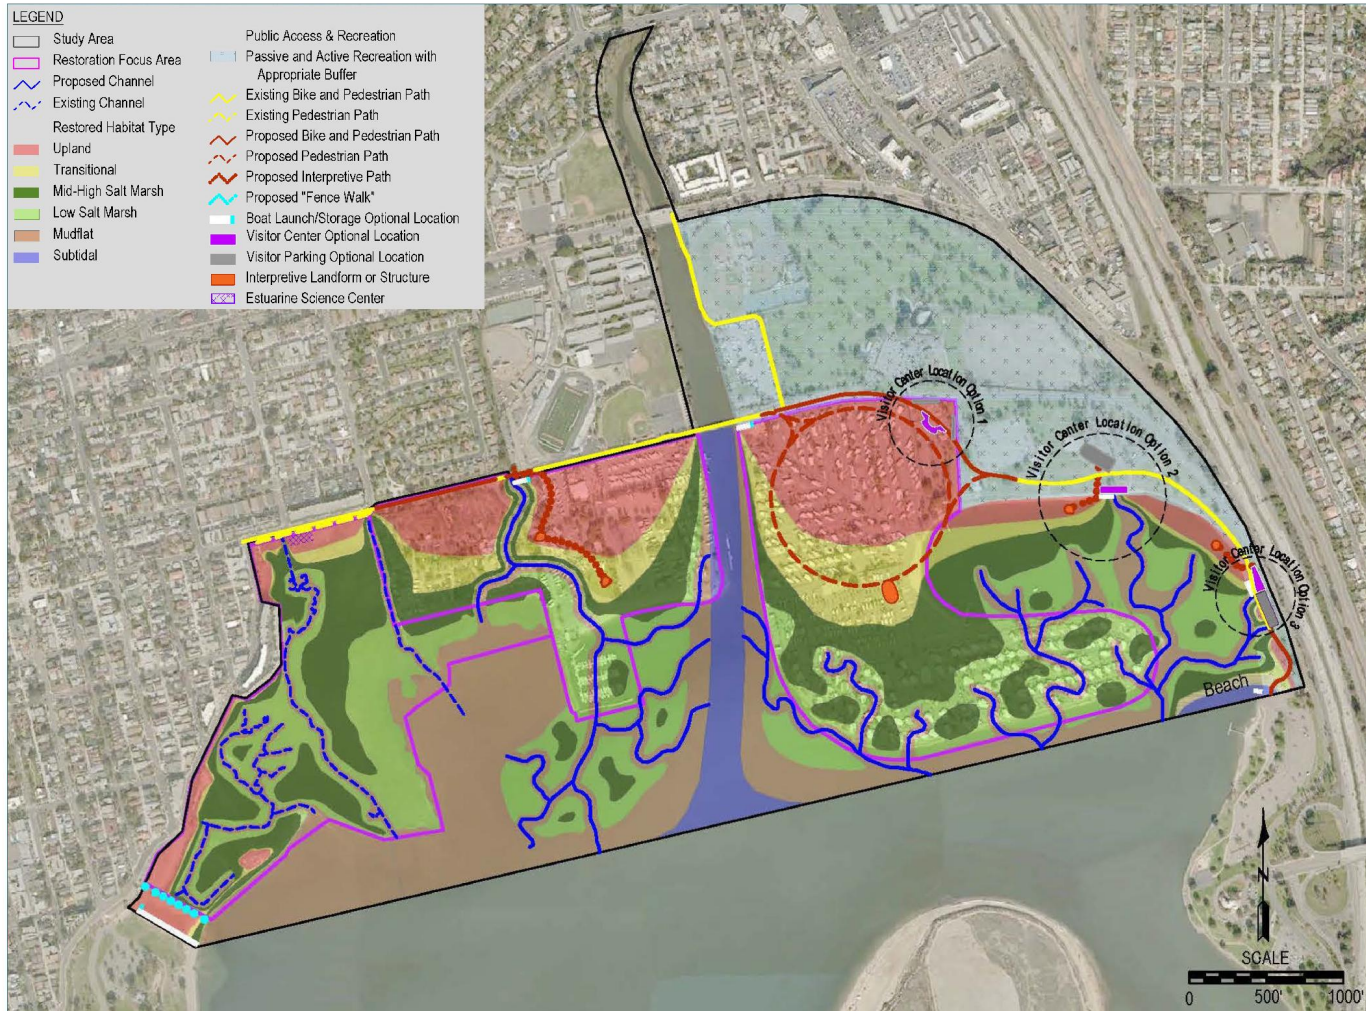 LEGEND
Study Area
Restoration Focus Area
Proposed Channel
Existing Channel
Restored Habitat Type
Upland
Transitional
Mid-High Salt Marsh
Low Salt Marsh
Mudflat
Subtidal
Public Access & Recreation
Passive and Active Recreation with
Appropriate Buffer
Existing Bike and Pedestrian Path
Existing Pedestrian Path
Proposed Bike and Pedestrian Path
Proposed Pedestrian Path
Proposed Interpretive Path
Proposed "Fence Walk"
Boat Launch/Storage Optional Location
Visitor Center Optional Location
Visitor Parking Optional Location
Interpretive Landform or Structure
Estuarine Science Center
Visitor Center Location Option 1
Visitor Center Location Option 2
Visitor Center Location Option 3
Beach
N
SCALE
0 500' 1000'